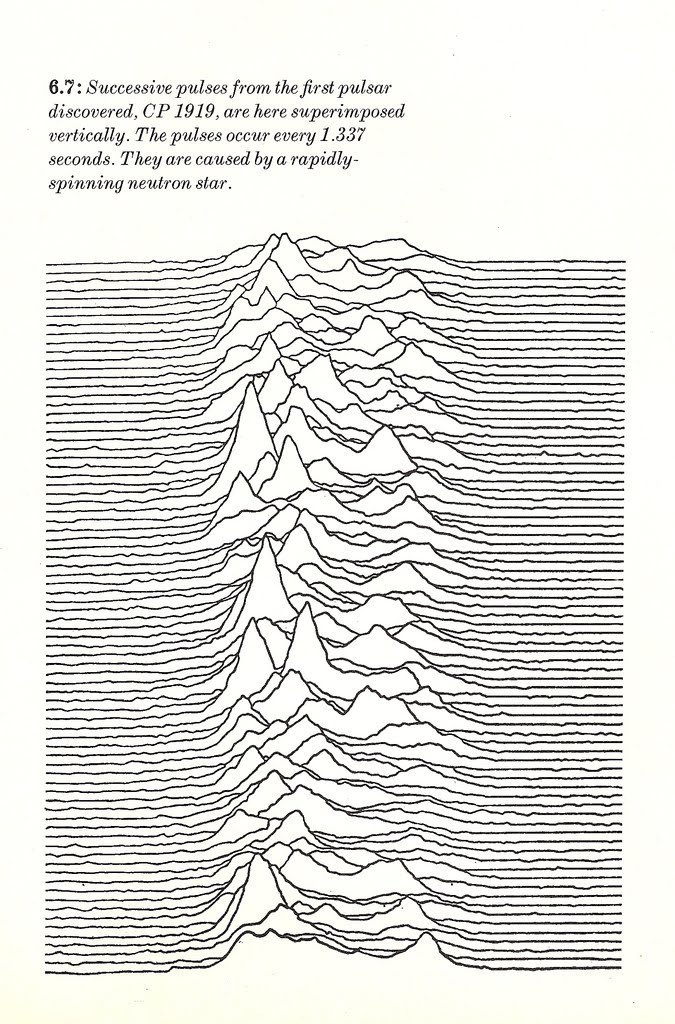 6.7: Successive pulses from the first pulsar
discovered, CP 1919, are here superimposed
vertically. The pulses occur every 1.337
seconds. They are caused by a rapidly-
spinning neutron star.